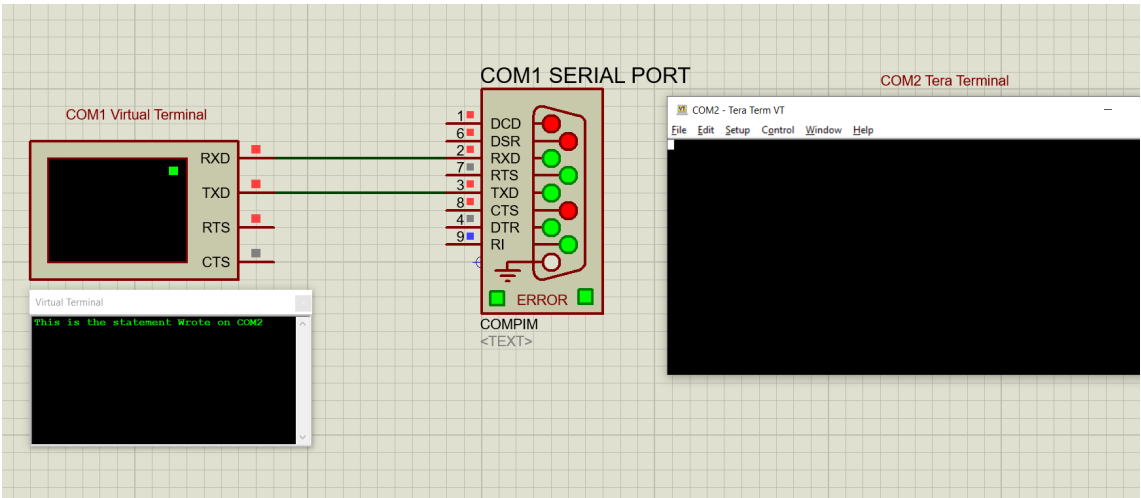 COM1 SERIAL PORT
COM2 Tera Terminal
COM1 Virtual Terminal
RXD
TXD
RTS
CTS
1
6
2
7
3
8
4
9
DCD
DSR
RXD
RTS
TXD
CTS
DTR
RI
ERROR
COMPIM
<TEXT>
Virtual Terminal
This is the statement Wrote on COM2
COM2 - Tera Term VT
File Edit Setup Control Window Help